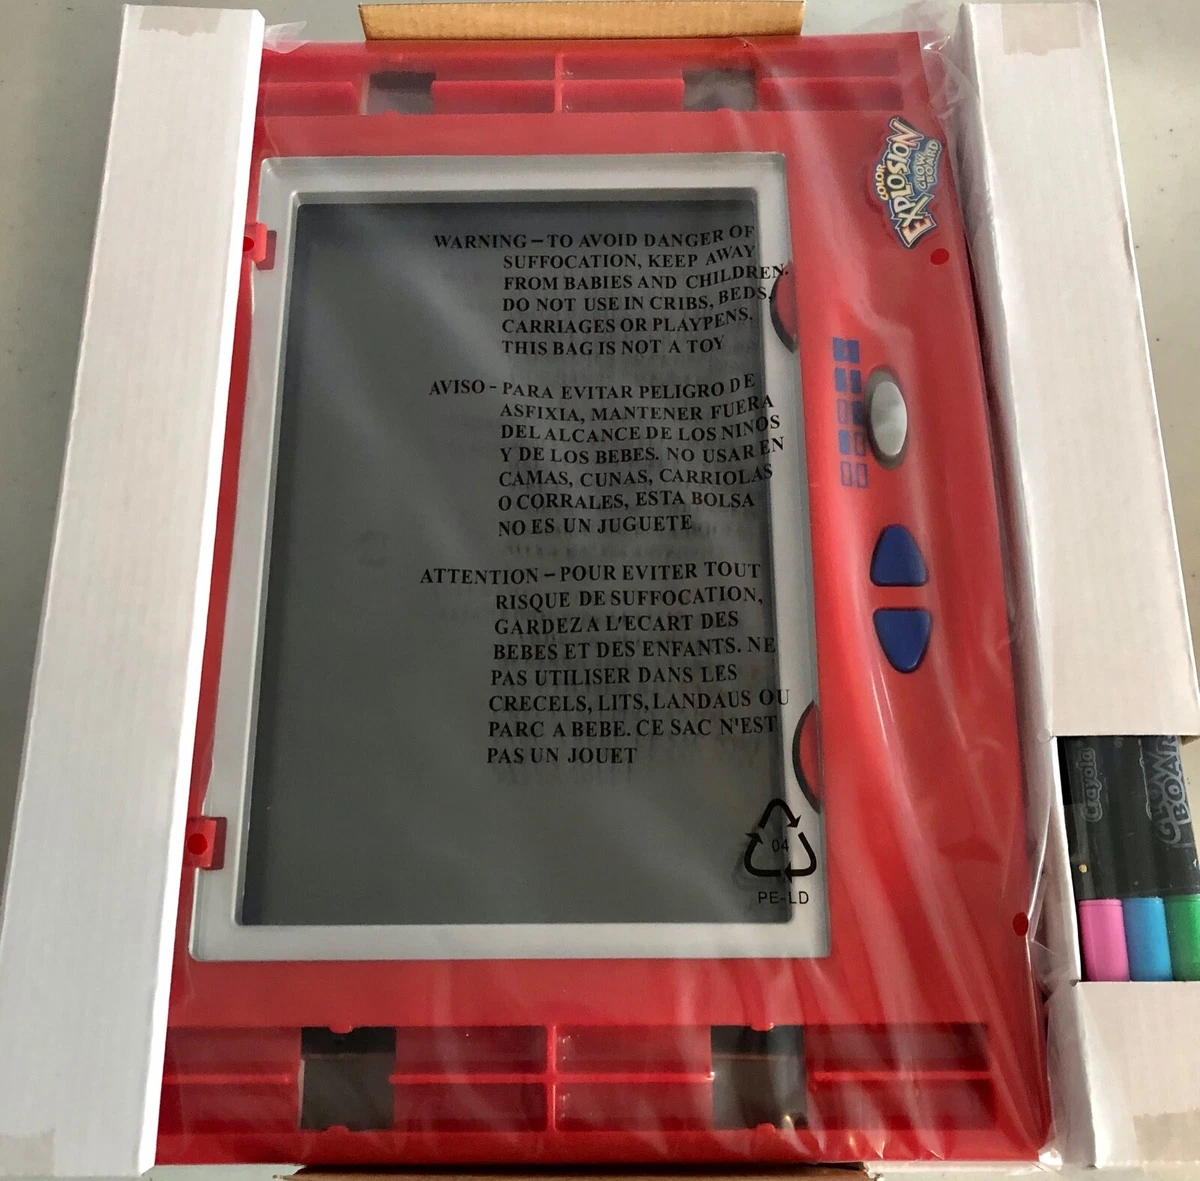 WARNING – TO AVOID DANGER OF
SUFFOCATION, KEEP AWAY
FROM BABIES AND CHILDREN.
DO NOT USE IN CRIBS, BEDS,
CARRIAGES OR PLAYPENS.
THIS BAG IS NOT A TOY
AVISO - PARA EVITAR PELIGRO DE
ASFIXIA, MANTENER FUERA
DEL ALCANCE DE LOS NINOS
Y DE LOS BEBES. NO USAR EN
CAMAS, CUNAS, CARRIOLAS
O CORRALES, ESTA BOLSA
NO ES UN JUGUETE
ATTENTION – POUR EVITER TOUT
RISQUE DE SUFFOCATION,
GARDEZ A L'ECART DES
BEBES ET DES ENFANTS. NE
PAS UTILISER DANS LES
CRECELS, LITS, LANDAUS OU
PARC A BEBE. CE SAC N'EST
PAS UN JOUET
04
PE-LD
COLOR
EXPLOSION
GLOW
BOARD
Crayola
GLOW
BOARD